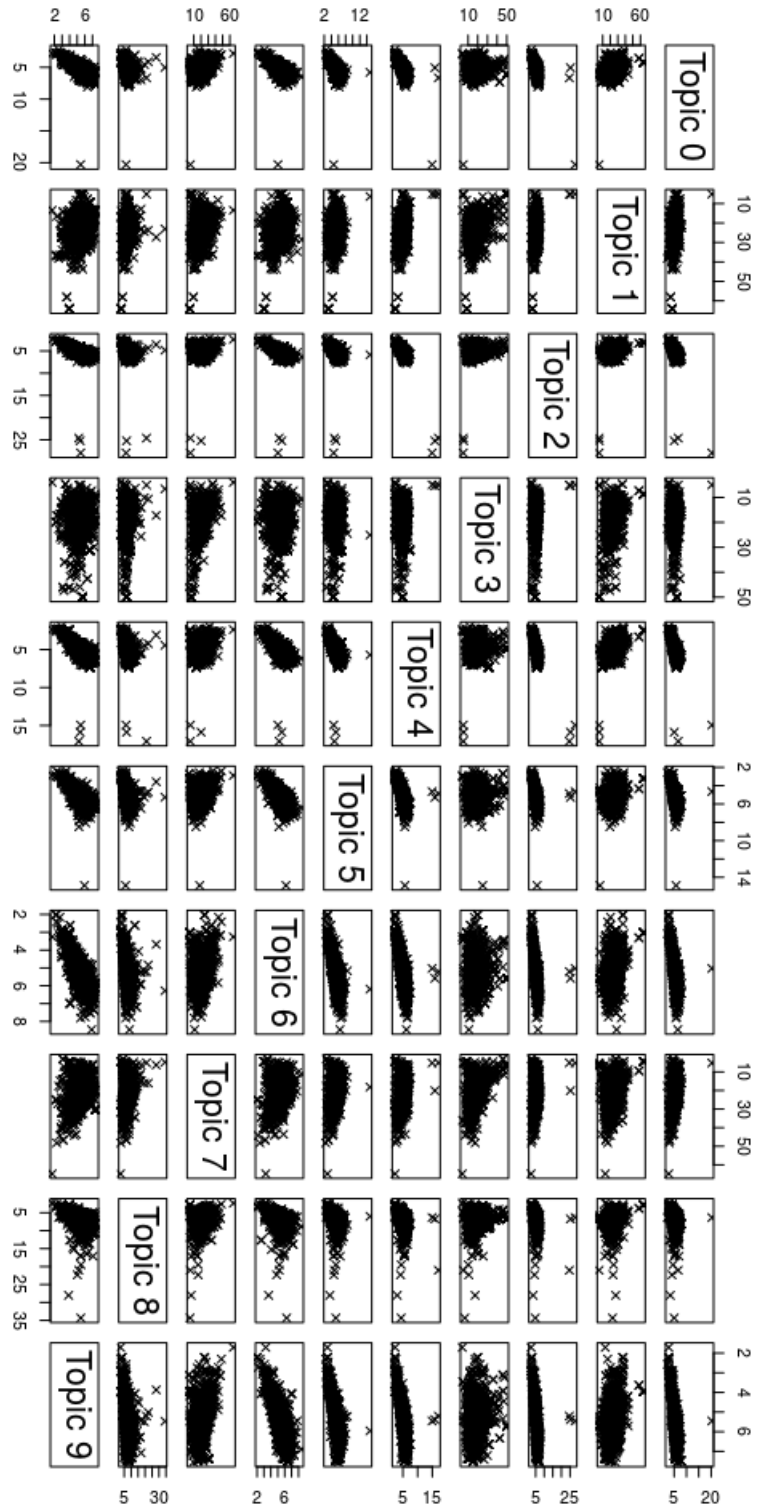 10 30 50
10 30 50
2 6 10 14
10 30 50
2 4 6
Topic 0
5 20
10 60
Topic 1
Topic 2
5 25
10 50
Topic 3
Topic 4
5 15
2 12
Topic 5
Topic 6
2 6
10 60
Topic 7
Topic 8
5 30
2 6
Topic 9
5 10 20
5 15 25
5 10 15
2 4 6 8
5 15 25 35